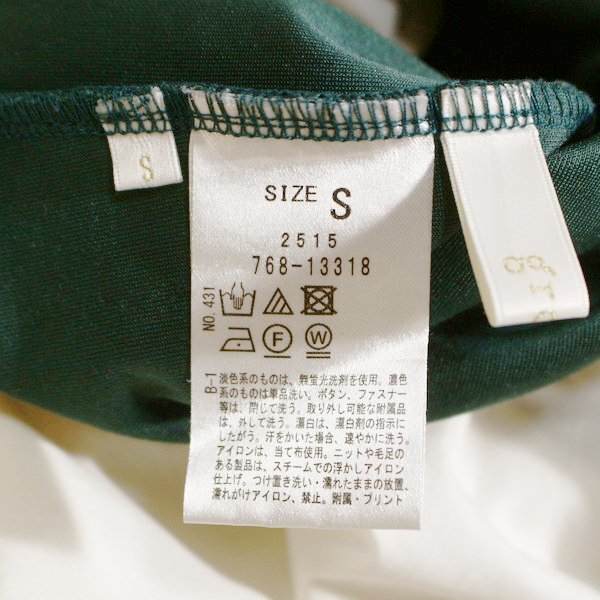 S
SIZE S
2515
768-13318
NO.431
F
W
B-1
淡色系のものは、無蛍光洗剤を使用。濃色
系のものは単品洗い。ボタン、ファスナー
等は、閉じて洗う。取り外し可能な附属品
は、外して洗う。漂白は、漂白剤の指示に
したがう。汗をかいた場合、速やかに洗う。
アイロンは、当て布使用。ニットや毛足の
ある製品は、スチームでの浮かしアイロン
仕上げ。つけ置き洗い・濡れたままの放置、
濡れがけアイロン、禁止。附属・プリント